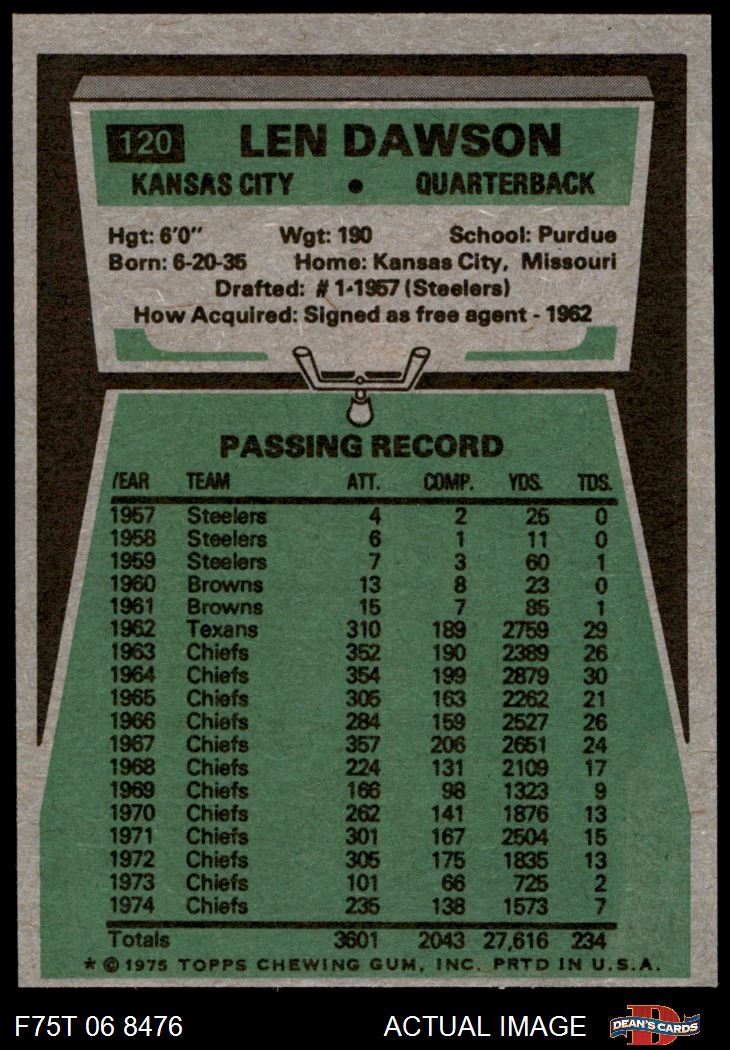 120 LEN DAWSON
KANSAS CITY • QUARTERBACK
Hgt: 6'0" Wgt: 190 School: Purdue
Born: 6-20-35 Home: Kansas City, Missouri
Drafted: #1-1957 (Steelers)
How Acquired: Signed as free agent - 1962
PASSING RECORD
YEAR TEAM ATT. COMP. YDS. TDS.
1957 Steelers 4 2 25 0
1958 Steelers 6 1 11 0
1959 Steelers 7 3 60 1
1960 Browns 13 8 23 0
1961 Browns 15 7 85 1
1962 Texans 310 189 2759 29
1963 Chiefs 352 190 2389 26
1964 Chiefs 354 199 2879 30
1965 Chiefs 305 163 2262 21
1966 Chiefs 284 159 2527 26
1967 Chiefs 357 206 2651 24
1968 Chiefs 224 131 2109 17
1969 Chiefs 166 98 1323 9
1970 Chiefs 262 141 1876 13
1971 Chiefs 301 167 2504 15
1972 Chiefs 305 175 1835 13
1973 Chiefs 101 66 725 2
1974 Chiefs 235 138 1573 7
Totals 3601 2043 27,616 234
* © 1975 TOPPS CHEWING GUM, INC. PRTD IN U.S.A.
F75T 06 8476 ACTUAL IMAGE DEAN'S CARDS